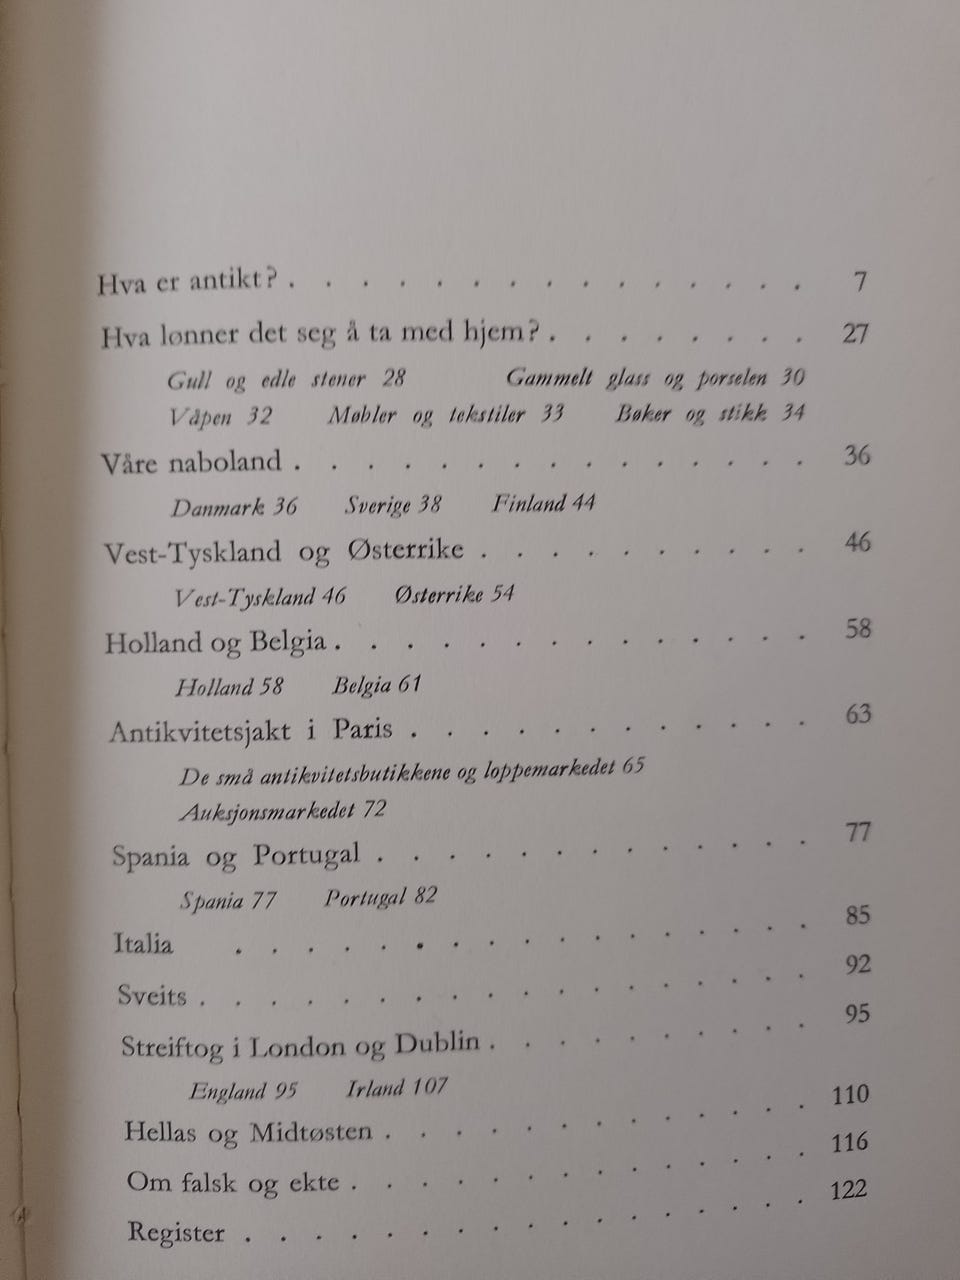 Hva er antikt? . . . . . . . . . . . . . . 7
Hva lønner det seg å ta med hjem? . . . . . . . . 27
Gull og edle stener 28 Gammelt glass og porselen 30
Våpen 32 Møbler og tekstiler 33 Bøker og stikk 34
Våre naboland . . . . . . . . . . . . . . . 36
Danmark 36 Sverige 38 Finland 44
Vest-Tyskland og Østerrike . . . . . . . . . . 46
Vest-Tyskland 46 Østerrike 54
Holland og Belgia . . . . . . . . . . . . . . 58
Holland 58 Belgia 61
Antikvitetsjakt i Paris . . . . . . . . . . . . 63
De små antikvitetsbutikkene og loppemarkedet 65
Auksjonsmarkedet 72
Spania og Portugal . . . . . . . . . . . . . 77
Spania 77 Portugal 82
Italia . . . . . . . . . . . . . . . . 85
Sveits . . . . . . . . . . . . . . . . . 92
Streiftog i London og Dublin . . . . . . . . . 95
England 95 Irland 107
Hellas og Midtøsten . . . . . . . . . . . . 110
Om falsk og ekte . . . . . . . . . . . . . 116
Register . . . . . . . . . . . . . . . . 122